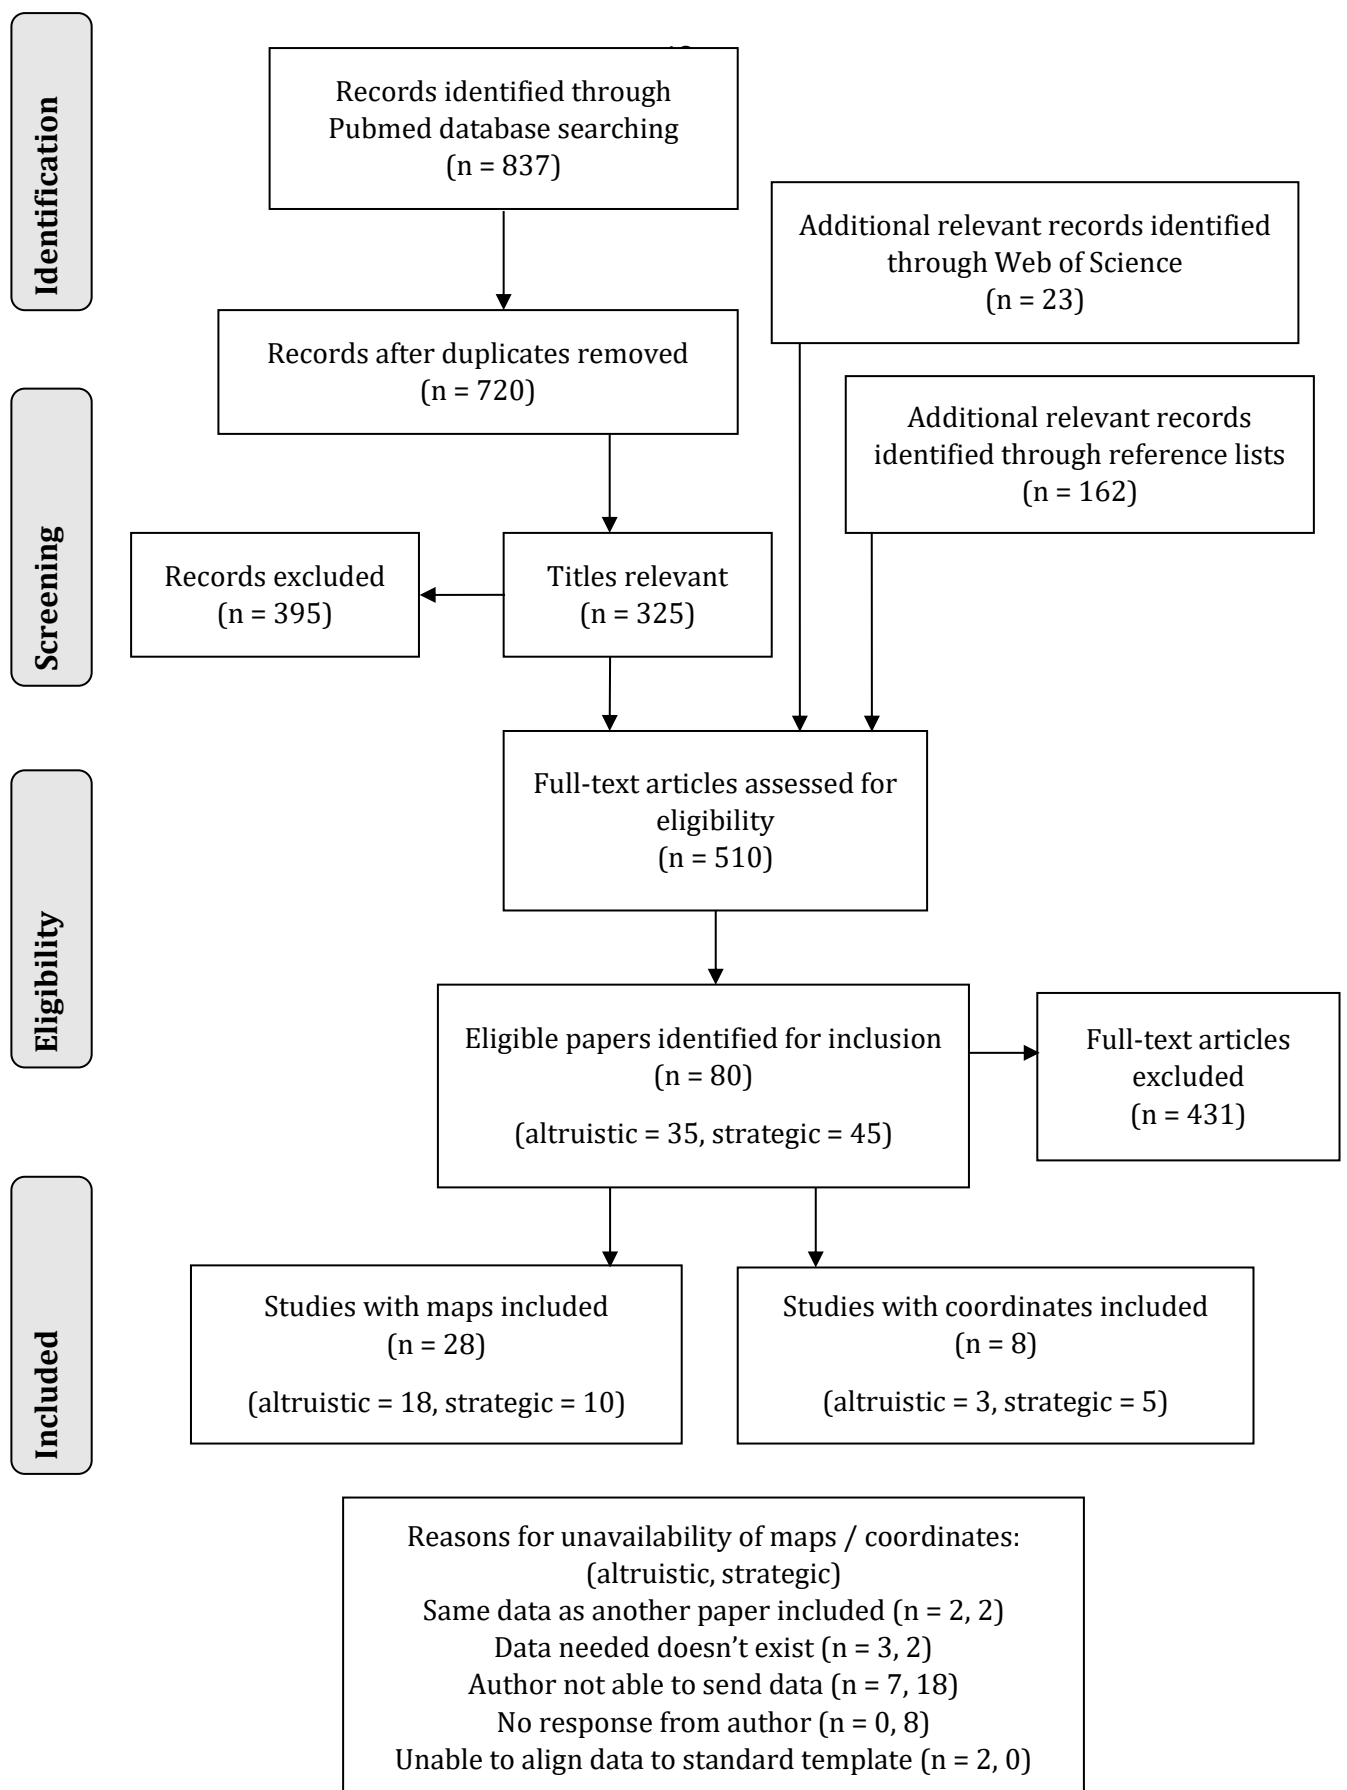 Identification
Records identified through
Pubmed database searching
(n = 837)
Additional relevant records identified
through Web of Science
(n = 23)
Records after duplicates removed
(n = 720)
Screening
Additional relevant records
identified through reference lists
(n = 162)
Records excluded
(n = 395)
Titles relevant
(n = 325)
Full-text articles assessed for
eligibility
(n = 510)
Eligibility
Eligible papers identified for inclusion
(n = 80)
(altruistic = 35, strategic = 45)
Full-text articles
excluded
(n = 431)
Included
Studies with maps included
(n = 28)
(altruistic = 18, strategic = 10)
Studies with coordinates included
(n = 8)
(altruistic = 3, strategic = 5)
Reasons for unavailability of maps / coordinates:
(altruistic, strategic)
Same data as another paper included (n = 2, 2)
Data needed doesn’t exist (n = 3, 2)
Author not able to send data (n = 7, 18)
No response from author (n = 0, 8)
Unable to align data to standard template (n = 2, 0)